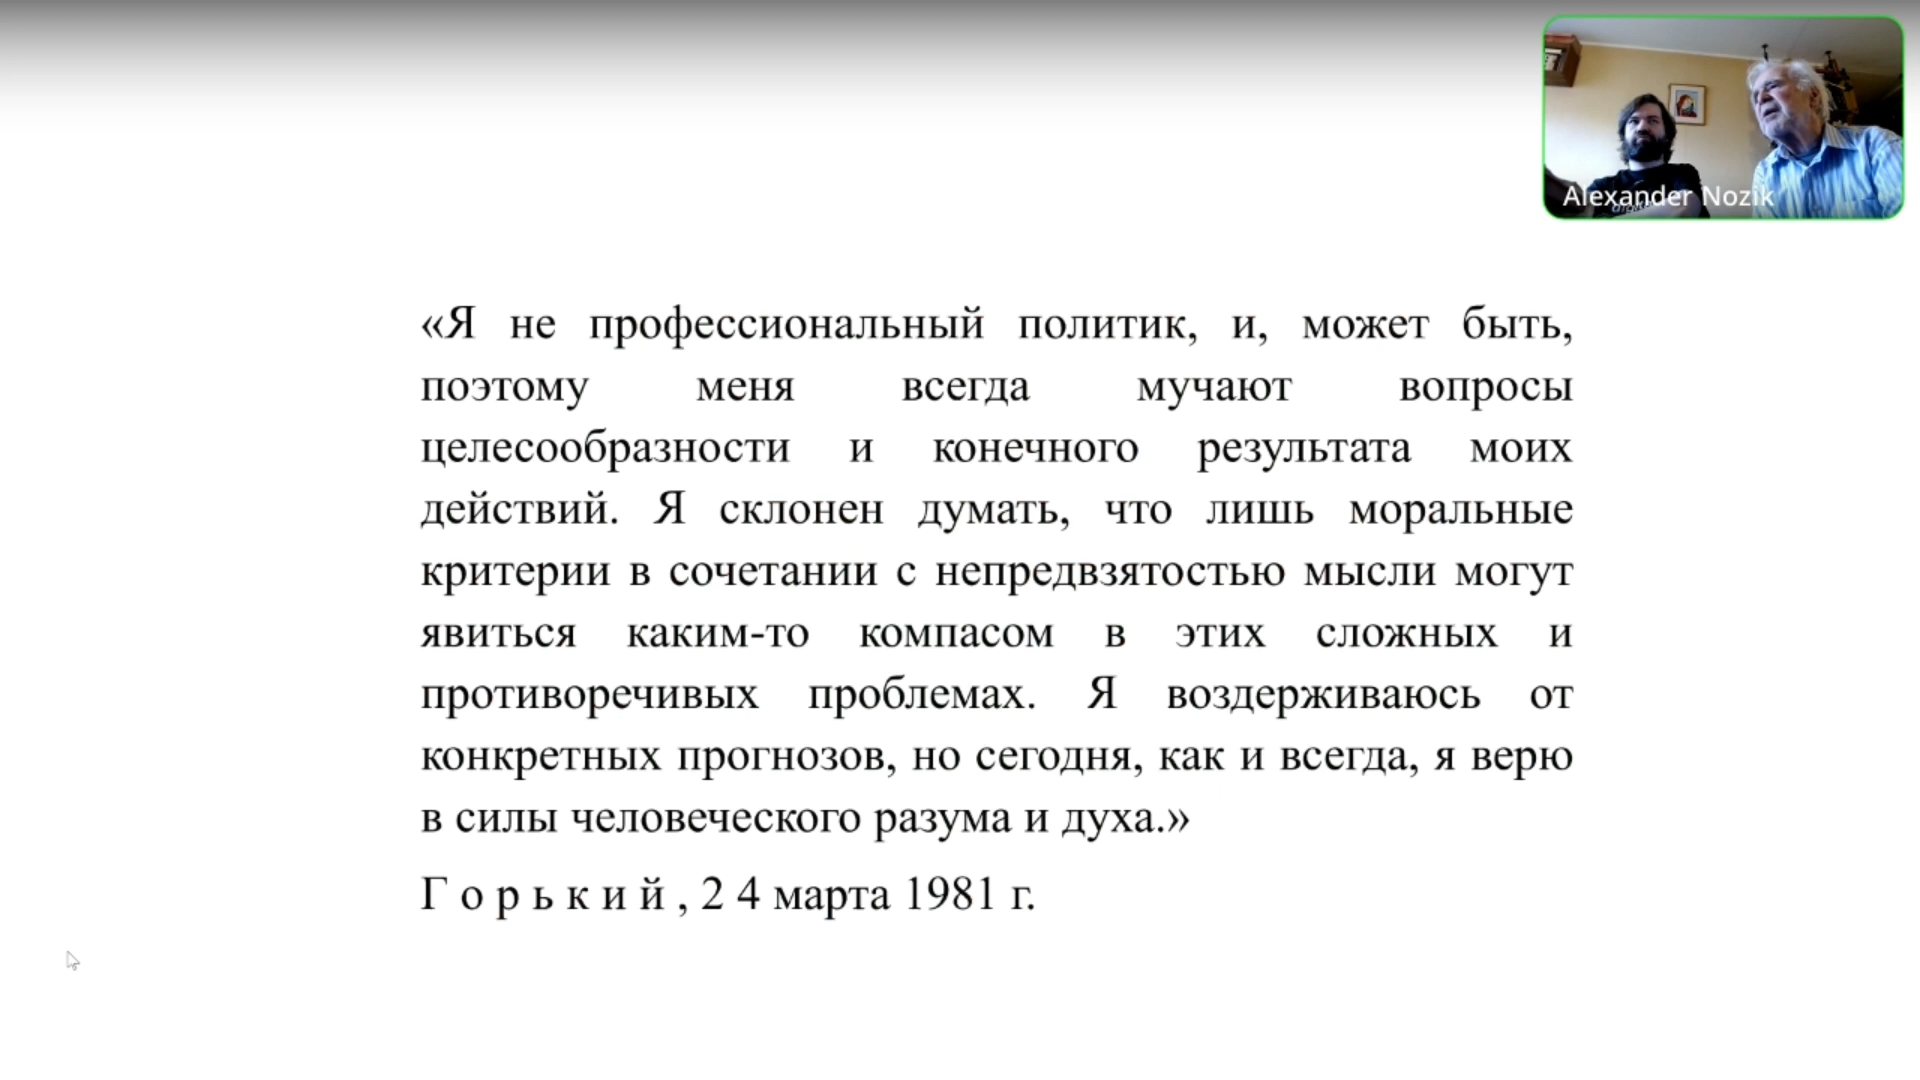 Alexander Nozik
«Я не профессиональный политик, и, может быть,
поэтому меня всегда мучают вопросы
целесообразности и конечного результата моих
действий. Я склонен думать, что лишь моральные
критерии в сочетании с непредвзятостью мысли могут
явиться каким-то компасом в этих сложных и
противоречивых проблемах. Я воздерживаюсь от
конкретных прогнозов, но сегодня, как и всегда, я верю
в силы человеческого разума и духа.»
Г о р ь к и й , 2 4 марта 1981 г.